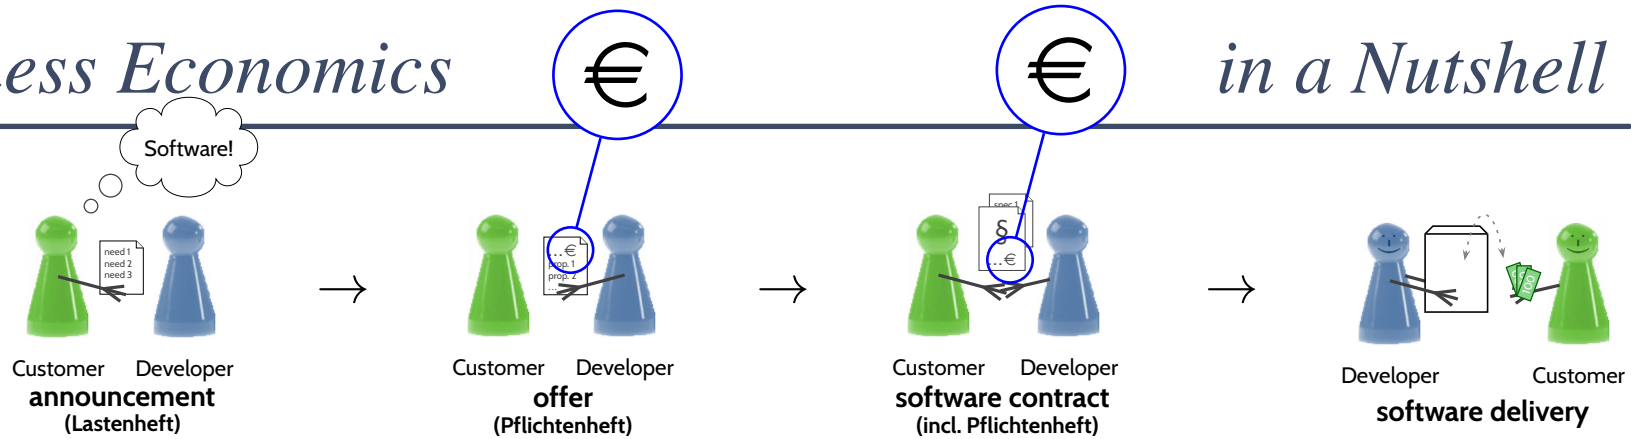 ess Economics
€
€
in a Nutshell
Software!
need 1
need 2
need 3
Customer
Developer
announcement
(Lastenheft)
→
...€
prop. 1
prop. 2
...
Customer
Developer
offer
(Pflichtenheft)
→
spec 1
§
...€
Customer
Developer
software contract
(incl. Pflichtenheft)
→
100
Developer
Customer
software delivery